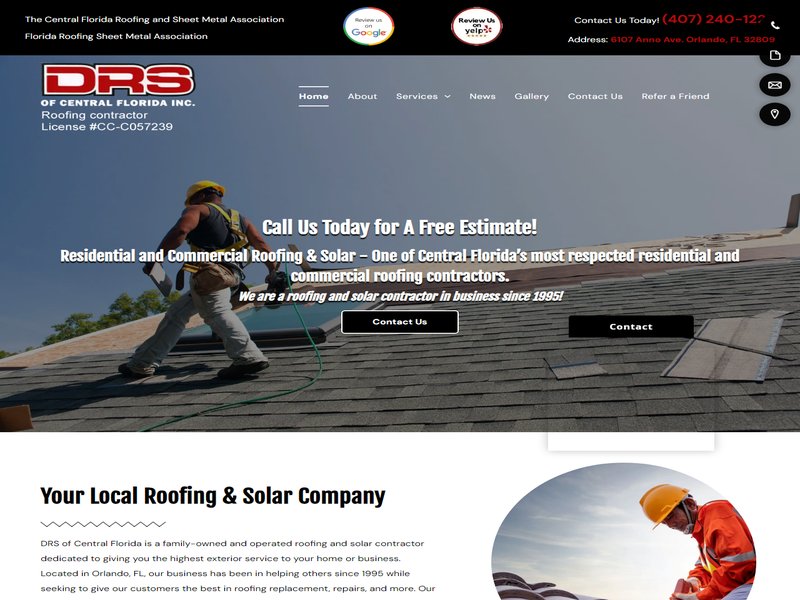 The Central Florida Roofing and Sheet Metal Association
Florida Roofing Sheet Metal Association
Review us
on
Google
Review Us
on
yelp
Contact Us Today! (407) 240-122
Address: 6107 Anno Ave. Orlando, FL 32809
DRS
OF CENTRAL FLORIDA INC.
Roofing contractor
License #CC-C057239
Home
About
Services
News
Gallery
Contact Us
Refer a Friend
Call Us Today for A Free Estimate!
Residential and Commercial Roofing & Solar - One of Central Florida's most respected residential and
commercial roofing contractors.
We are a roofing and solar contractor in business since 1995!
Contact Us
Contact
Your Local Roofing & Solar Company
DRS of Central Florida is a family-owned and operated roofing and solar contractor
dedicated to giving you the highest exterior service to your home or business.
Located in Orlando, FL, our business has been in helping others since 1995 while
seeking to give our customers the best in roofing replacement, repairs, and more. Our